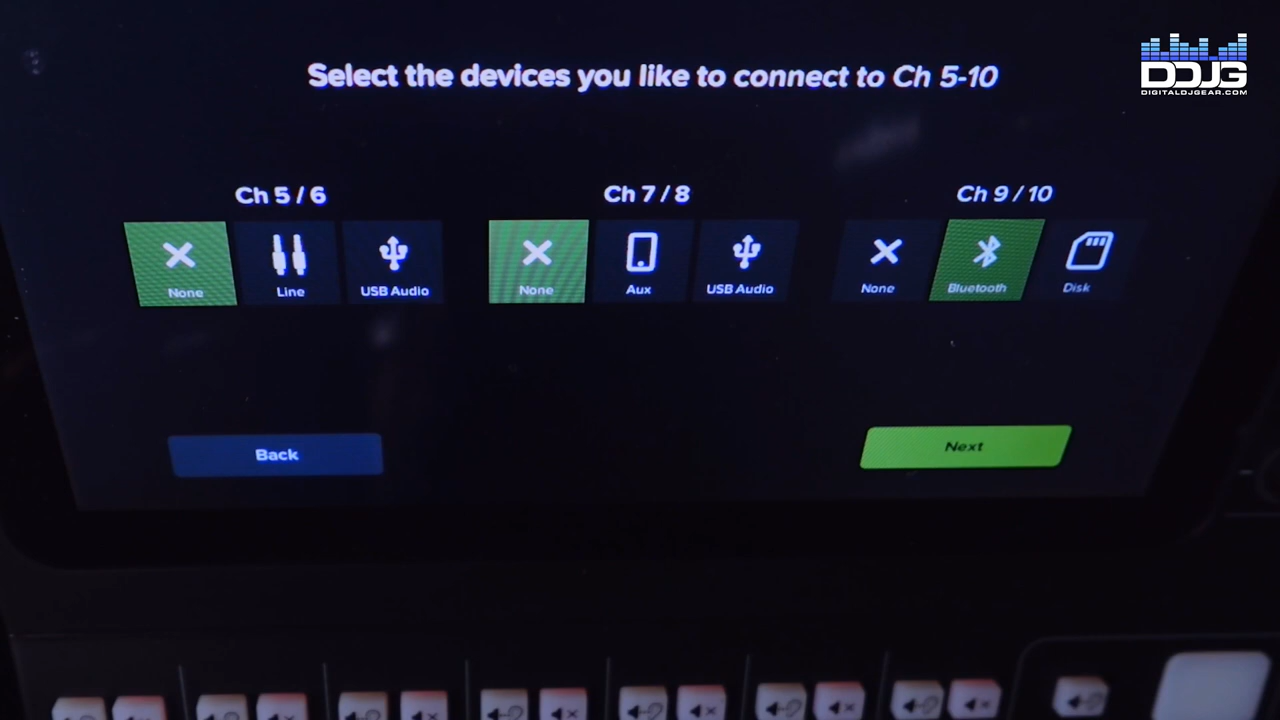 DDJG
DIGITALDJGEAR.COM
Select the devices you like to connect to Ch 5-10
Ch 5 / 6
Ch 7 / 8
Ch 9 / 10
None
Line
USB Audio
None
Aux
USB Audio
None
Bluetooth
Disk
Back
Next